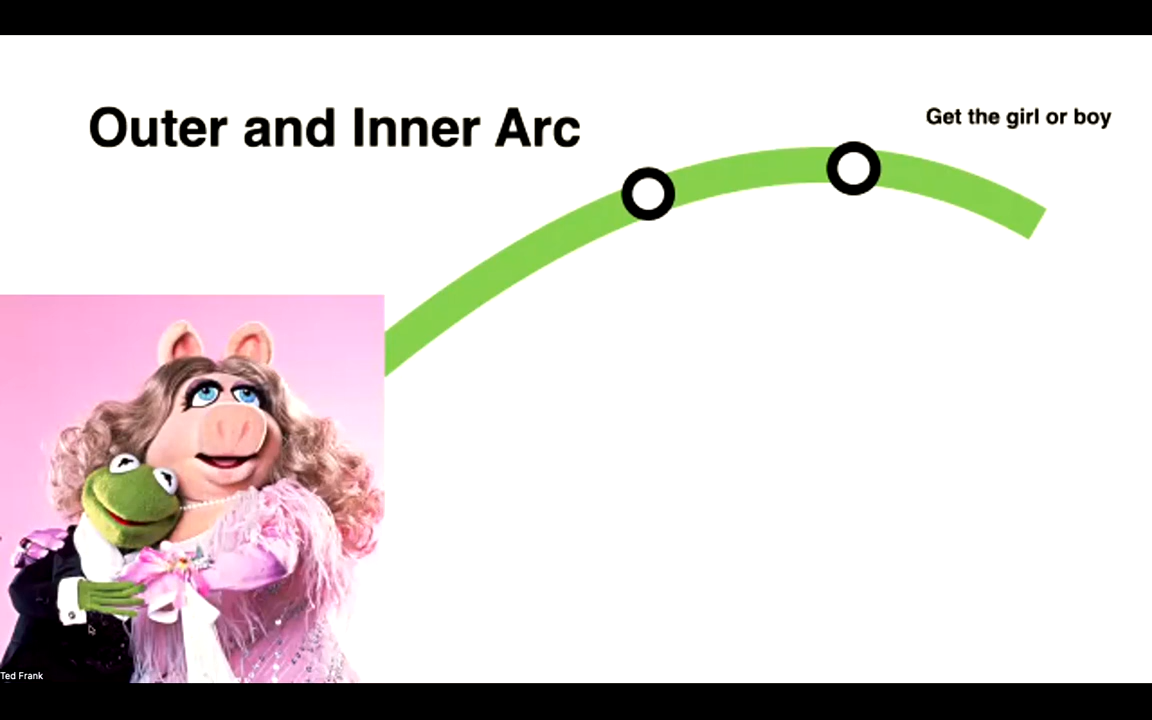 Outer and Inner Arc
Get the girl or boy
Ted Frank